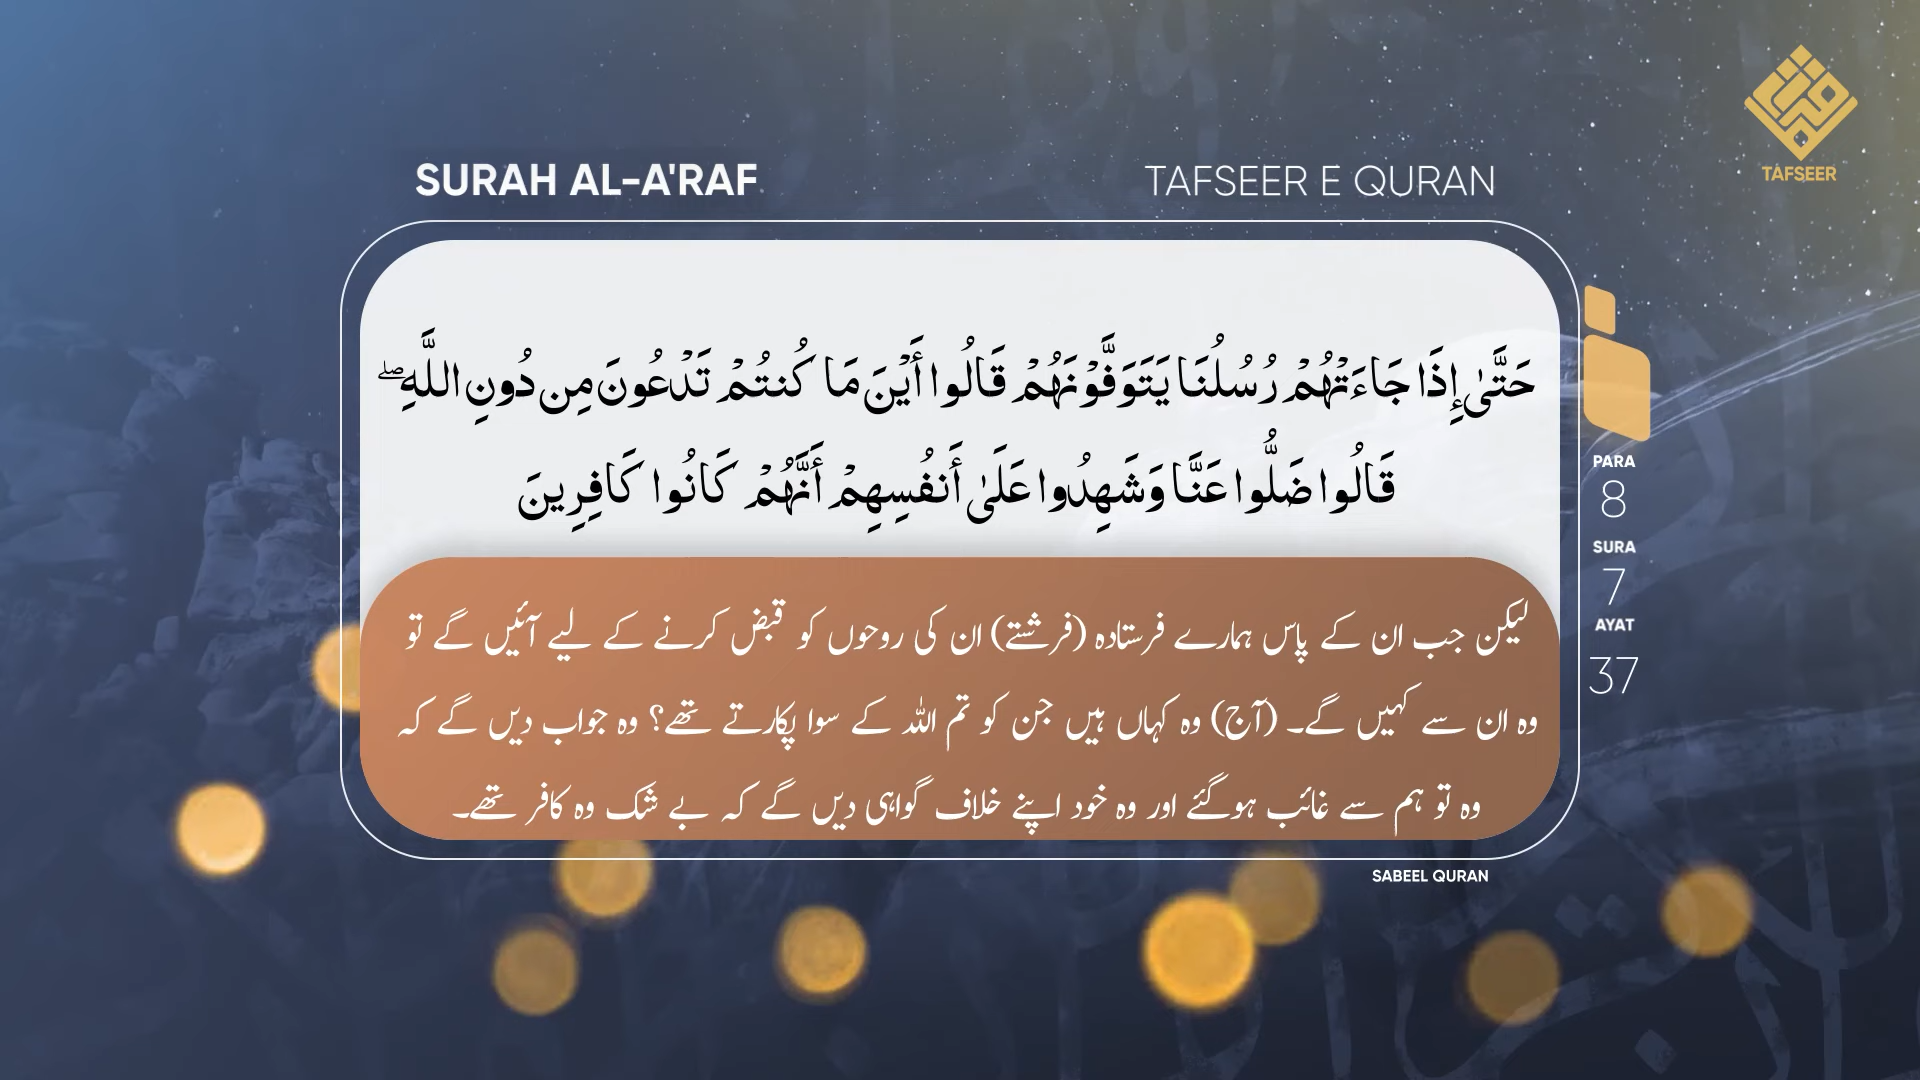 SURAH AL-A'RAF
TAFSEER E QURAN
TAFSEER
حَتَّىٰ إِذَا جَاءَتْهُمْ رُسُلُنَا يَتَوَفَّوْنَهُمْ قَالُوا أَيْنَ مَا كُنتُمْ تَدْعُونَ مِن دُونِ اللَّهِ ۖ
قَالُوا ضَلُّوا عَنَّا وَشَهِدُوا عَلَىٰ أَنفُسِهِمْ أَنَّهُمْ كَانُوا كَافِرِينَ
لیکن جب ان کے پاس ہمارے فرستادہ (فرشتے) ان کی روحوں کو قبض کرنے کے لیے آئیں گے تو
وہ ان سے کہیں گے۔ (آج) وہ کہاں ہیں جن کو تم اللہ کے سوا پکارتے تھے؟ وہ جواب دیں گے کہ
وہ تو ہم سے غائب ہوگئے اور وہ خود اپنے خلاف گواہی دیں گے کہ بے شک وہ کافر تھے۔
PARA
8
SURA
7
AYAT
37
SABEEL QURAN